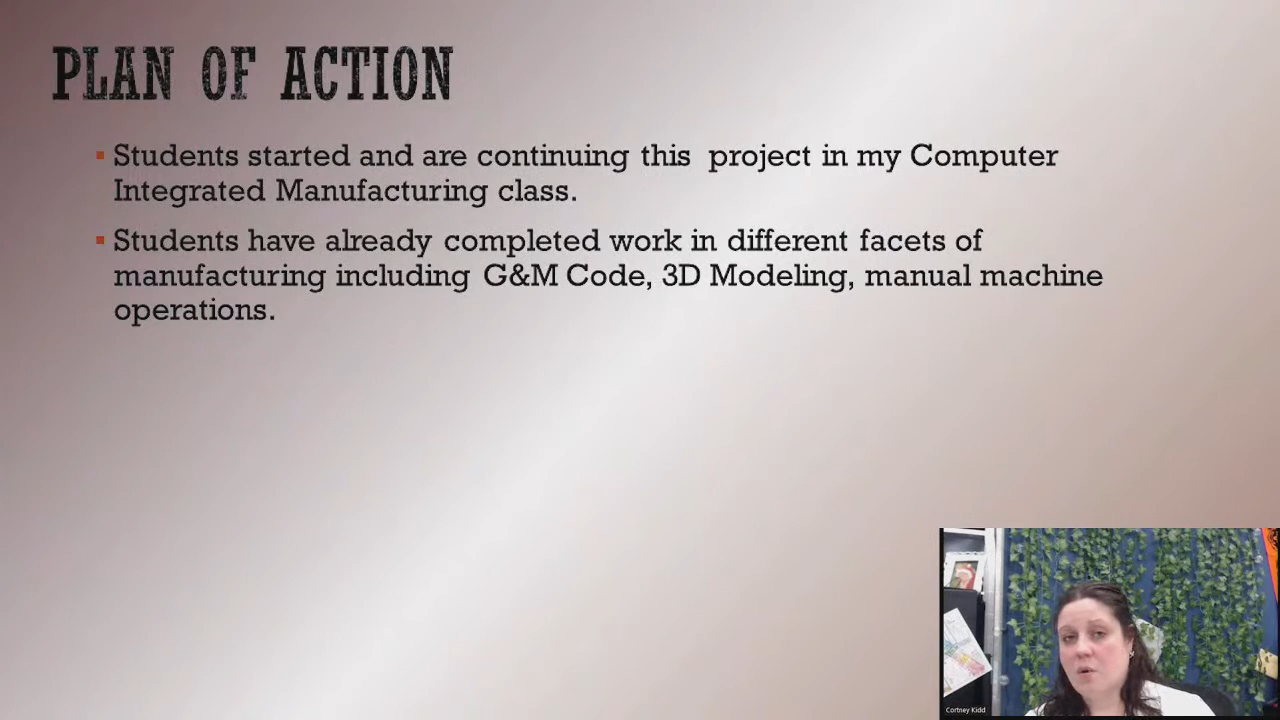 PLAN OF ACTION
Students started and are continuing this project in my Computer
Integrated Manufacturing class.
Students have already completed work in different facets of
manufacturing including G&M Code, 3D Modeling, manual machine
operations.
Cortney Kidd